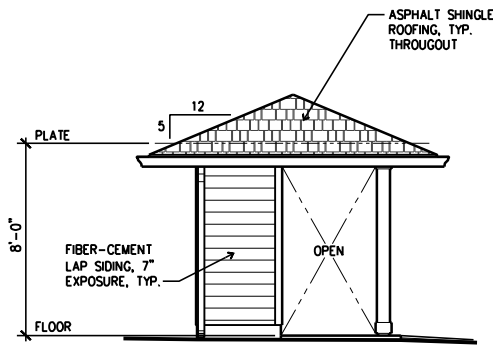 ASPHALT SHINGLE
ROOFING, TYP.
THROUGOUT
12
5
PLATE
8'-0"
FIBER-CEMENT
LAP SIDING, 7"
EXPOSURE, TYP.
OPEN
FLOOR